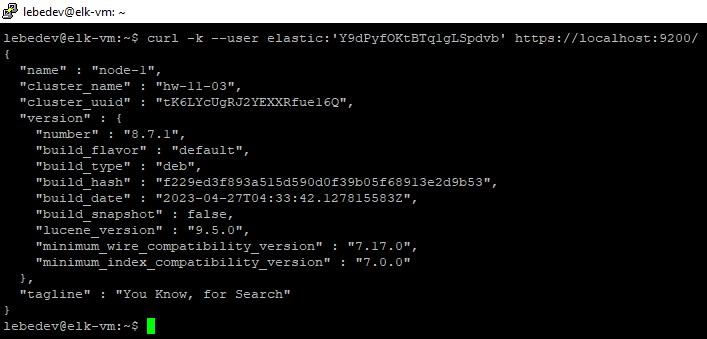 lebedev@elk-vm: ~
lebedev@elk-vm:~$ curl -k --user elastic:'Y9dPyfOKtBTq1gLSpdvb' https://localhost:9200/
{
  "name" : "node-1",
  "cluster_name" : "hw-11-03",
  "cluster_uuid" : "tK6LYcUgRJ2YEXXRfue16Q",
  "version" : {
    "number" : "8.7.1",
    "build_flavor" : "default",
    "build_type" : "deb",
    "build_hash" : "f229ed3f893a515d590d0f39b05f68913e2d9b53",
    "build_date" : "2023-04-27T04:33:42.127815583Z",
    "build_snapshot" : false,
    "lucene_version" : "9.5.0",
    "minimum_wire_compatibility_version" : "7.17.0",
    "minimum_index_compatibility_version" : "7.0.0"
  },
  "tagline" : "You Know, for Search"
}
lebedev@elk-vm:~$